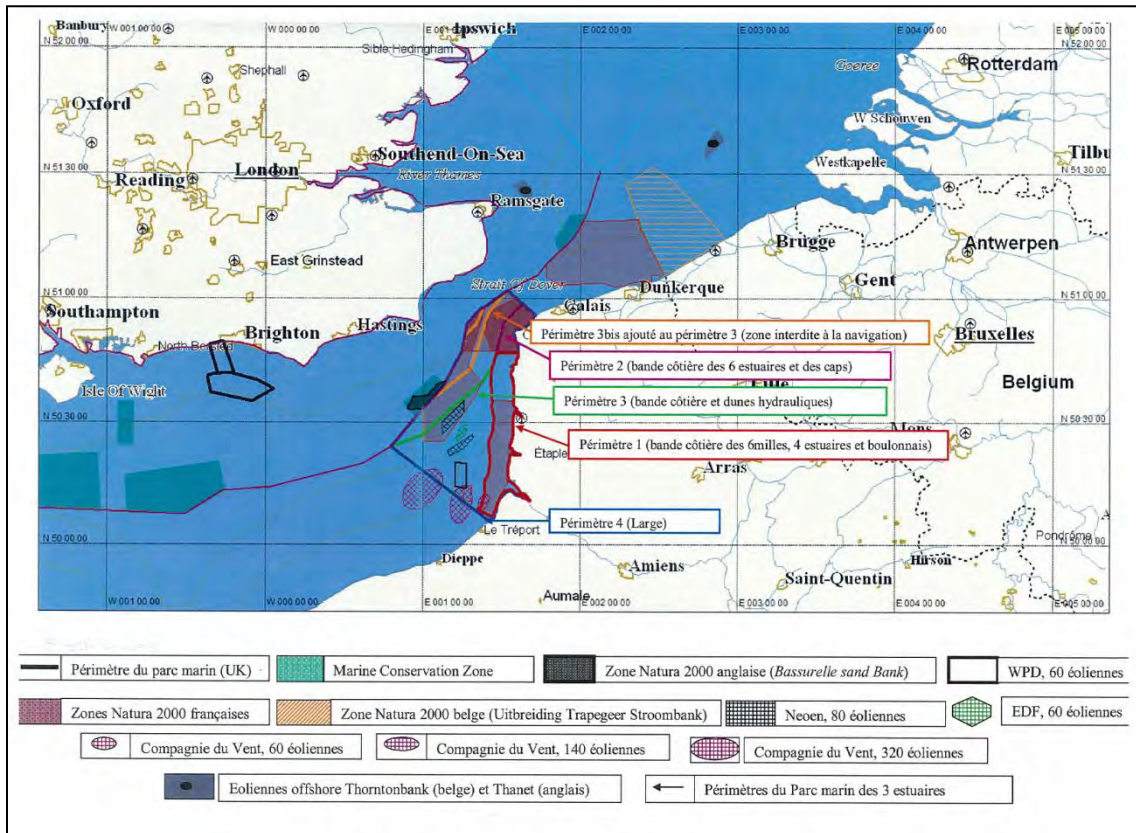 Banbury W 001 00 00 W 000 00 00 E 001 Ipswich E 002 00 00 E 003 00 00 E 004 00 00 E 005 00
N 52 00 00
Sible Hedingham
N 52 00 00
Shephall
Goeree
Rotterdam
Oxford
W Schouven
Southend-On-Sea
Westkapelle
Tilbu
N 51 30 00
London
River Thames
N 51 30 00
Reading
Ramsgate
Brugge
Antwerpen
East Grinstead
Gent
Strait Of Dover
Dunkerque
N 51 00 00
Calais
N 51 00 00
Southampton
Hastings
Brighton
North Bersted
Périmètre 3bis ajouté au périmètre 3 (zone interdite à la navigation)
Bruxelles
Périmètre 2 (bande côtière des 6 estuaires et des caps)
Isle Of Wight
Lille
Belgium
Périmètre 3 (bande côtière et dunes hydrauliques)
N 50 30 00
Mons
N 50 30 00
Périmètre 1 (bande côtière des 6milles, 4 estuaires et boulonnais)
Étaple
Arras
Périmètre 4 (Large)
Le Tréport
N 50 00 00
Pondrôme
N 50 00 00
Dieppe
Amiens
Hirson
Saint-Quentin
W 001 00 00 W 000 00 00 E 001 00 00 Aumale E 002 00 00 E 003 00 00 E 004 00 00 E 005 00 00
Périmètre du parc marin (UK)
Marine Conservation Zone
Zone Natura 2000 anglaise (Bassurelle sand Bank)
WPD, 60 éoliennes
Zones Natura 2000 françaises
Zone Natura 2000 belge (Uitbreiding Trapegeer Stroombank)
Neoen, 80 éoliennes
EDF, 60 éoliennes
Compagnie du Vent, 60 éoliennes
Compagnie du Vent, 140 éoliennes
Compagnie du Vent, 320 éoliennes
Eoliennes offshore Thorntonbank (belge) et Thanet (anglais)
Périmètres du Parc marin des 3 estuaires